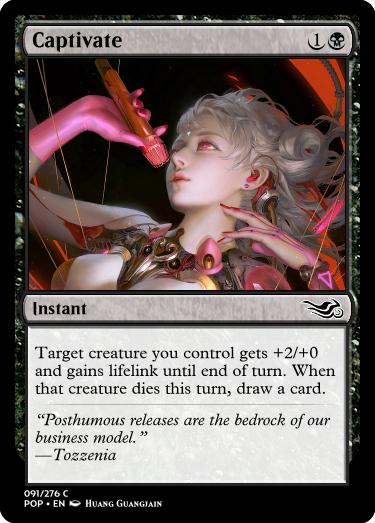 Captivate 1
Instant
Target creature you control gets +2/+0
and gains lifelink until end of turn. When
that creature dies this turn, draw a card.
“Posthumous releases are the bedrock of our
business model.”
—Tozzenia
091/276 C
POP • EN Huang Guangjian